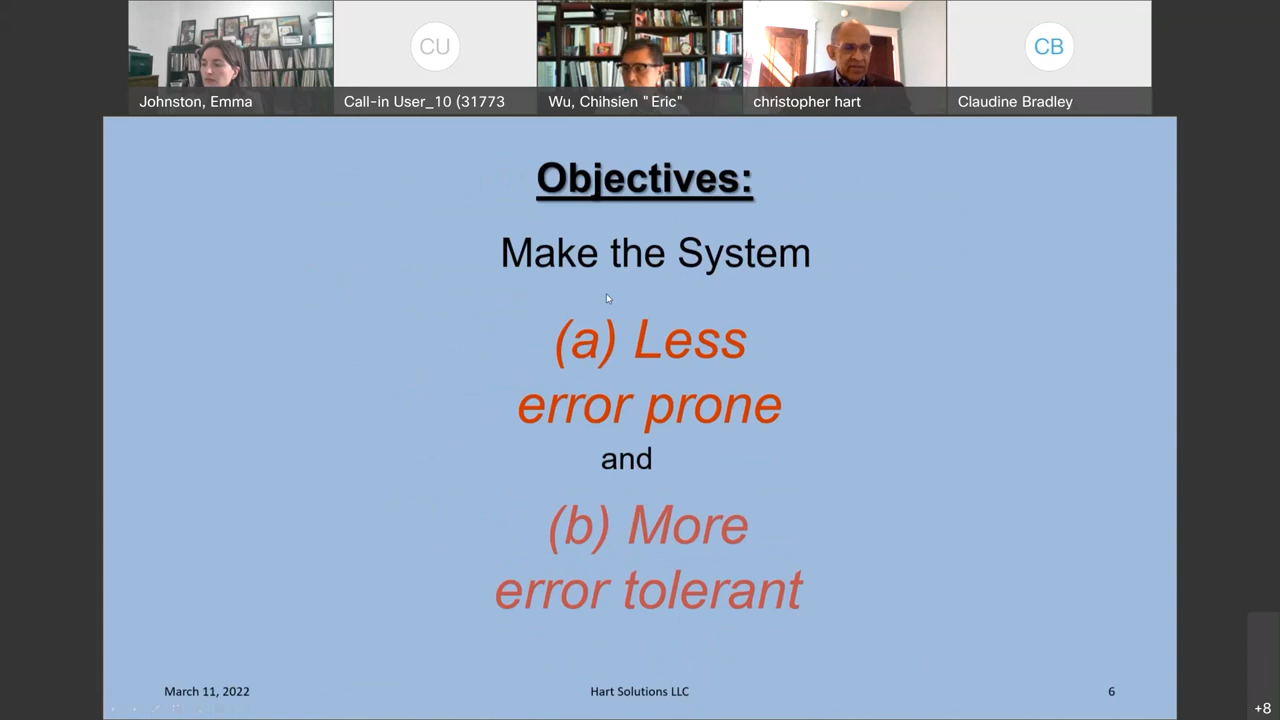 CU
CB
Johnston, Emma
Call-in User_10 (31773
Wu, Chihsien "Eric"
christopher hart
Claudine Bradley
Objectives:
Make the System
(a) Less
error prone
and
(b) More
error tolerant
March 11, 2022
Hart Solutions LLC
6
+8